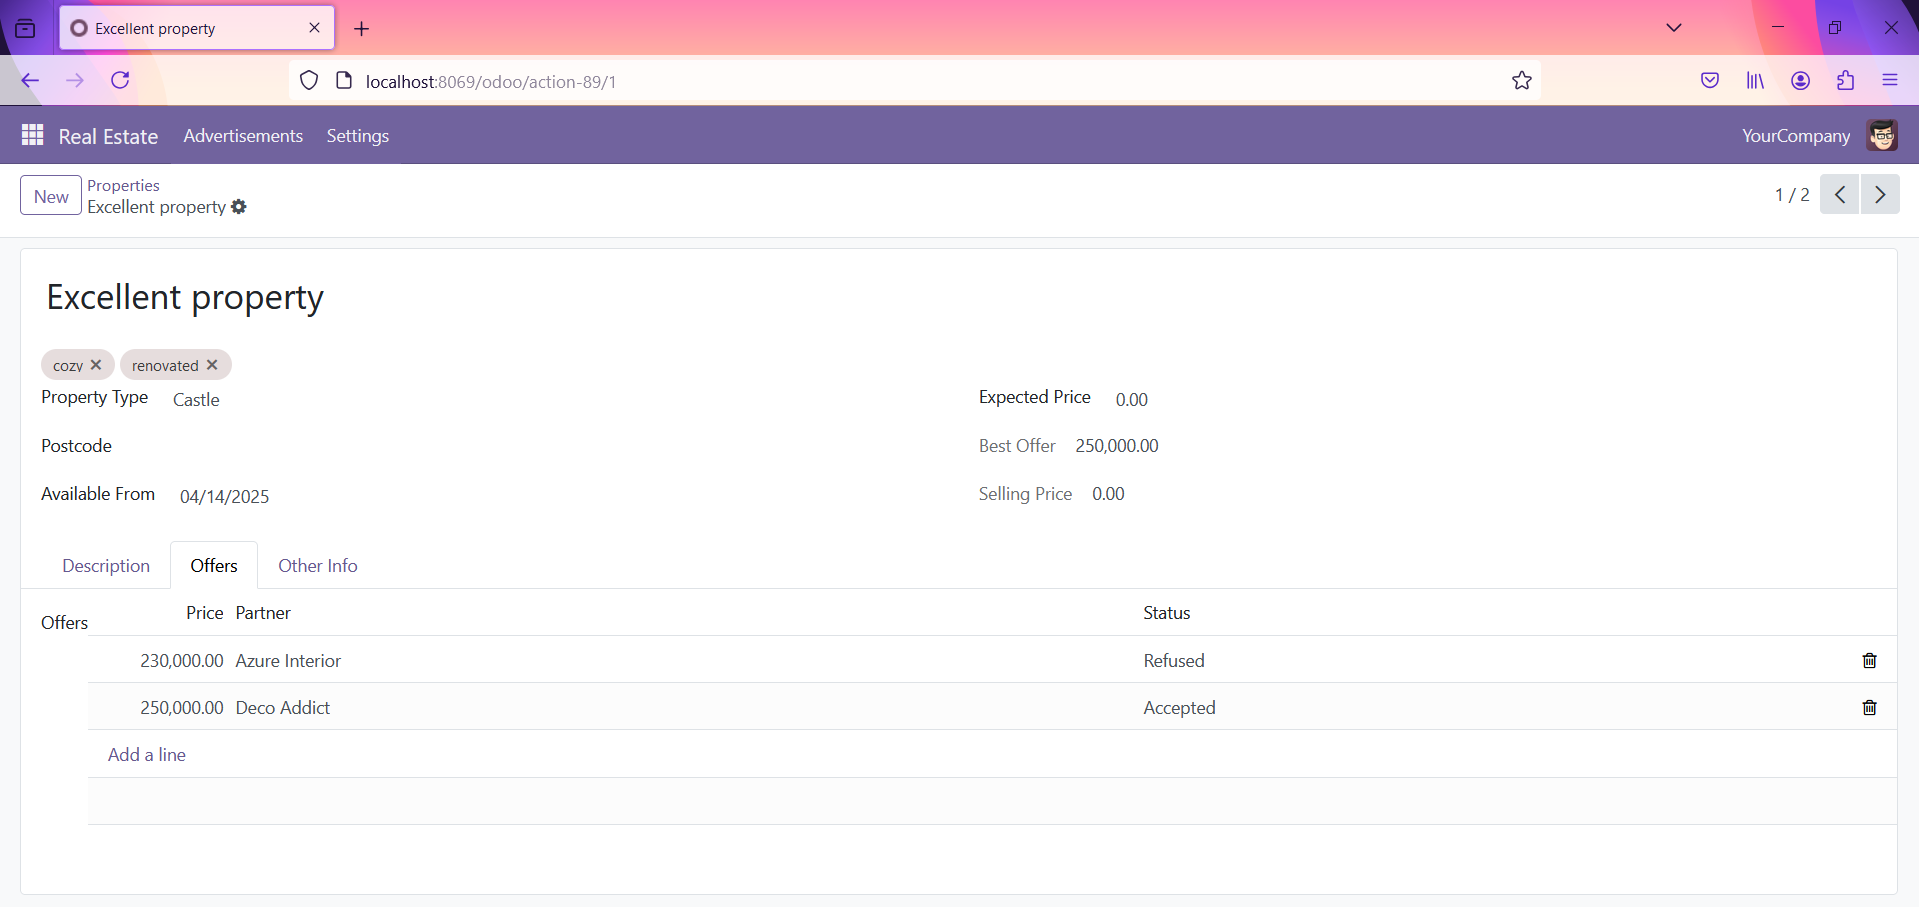 Excellent property
localhost:8069/odoo/action-89/1
Real Estate Advertisements Settings YourCompany
New Properties 1 / 2
Excellent property
Excellent property
cozy renovated
Property Type Castle Expected Price 0.00
Postcode Best Offer 250,000.00
Available From 04/14/2025 Selling Price 0.00
Description Offers Other Info
Offers Price Partner Status
230,000.00 Azure Interior Refused
250,000.00 Deco Addict Accepted
Add a line